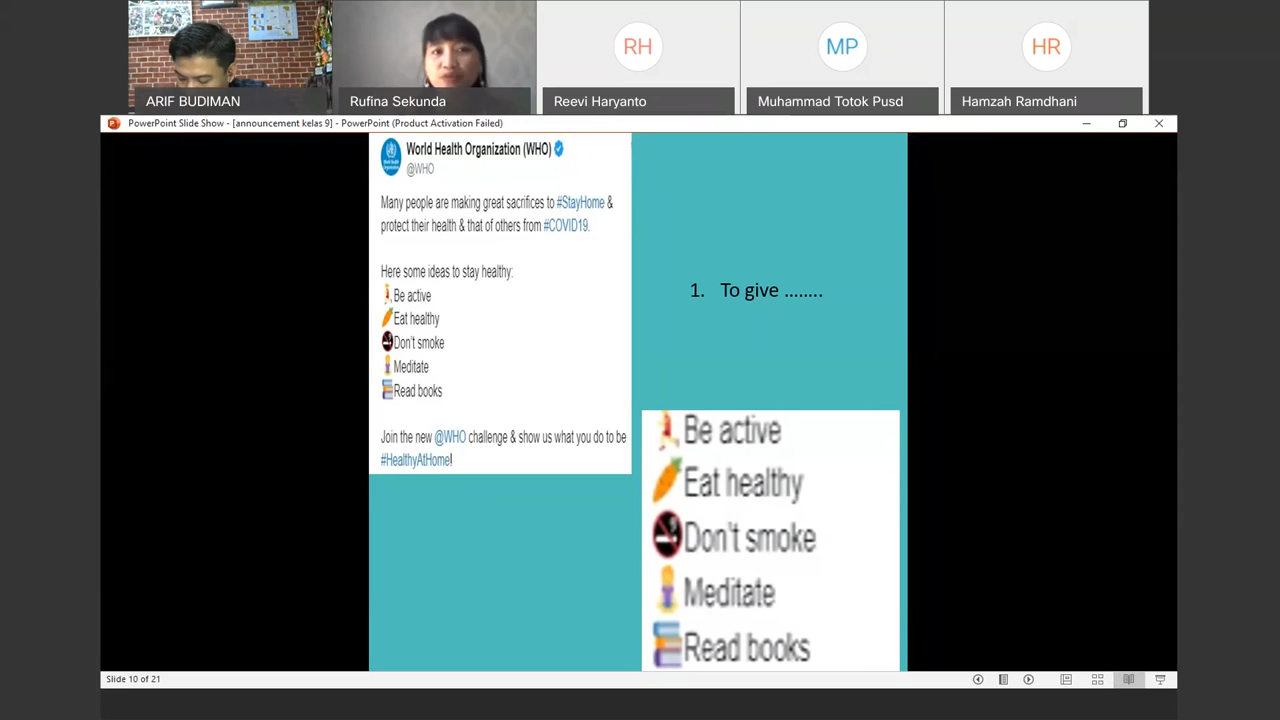 RH
MP
HR
ARIF BUDIMAN
Rufina Sekunda
Reevi Haryanto
Muhammad Totok Pusd
Hamzah Ramdhani
PowerPoint Slide Show - [announcement kelas 9] - PowerPoint (Product Activation Failed)
World Health Organization (WHO)
@WHO
Many people are making great sacrifices to #StayHome &
protect their health & that of others from #COVID19.
Here some ideas to stay healthy:
Be active
Eat healthy
Don't smoke
Meditate
Read books
Join the new @WHO challenge & show us what you do to be
#HealthyAtHome!
1. To give ........
Be active
Eat healthy
Don't smoke
Meditate
Read books
Slide 10 of 21